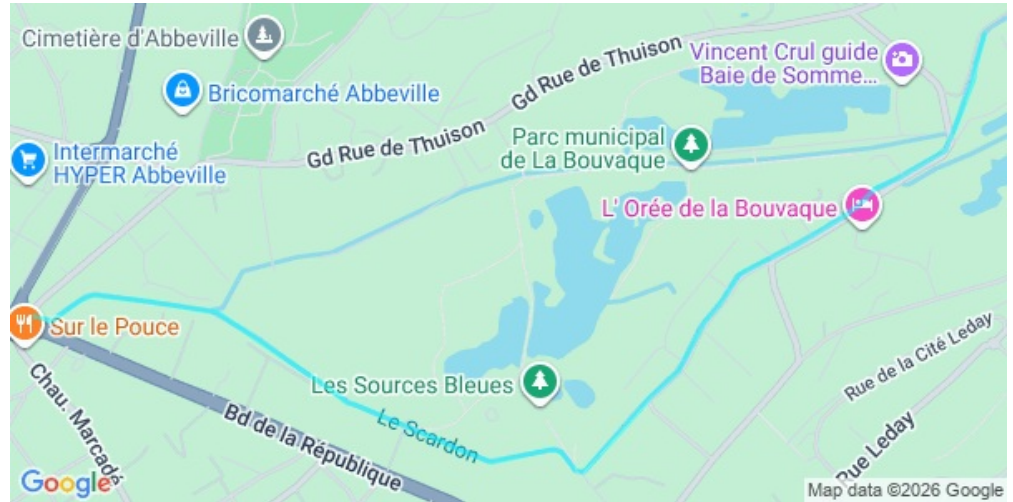 Cimetière d'Abbeville
Bricomarché Abbeville
Intermarché
HYPER Abbeville
Gd Rue de Thuison
Gd Rue de Thuison
Vincent Crul guide
Baie de Somme...
Parc municipal
de La Bouvaque
L' Orée de la Bouvaque
Sur le Pouce
Les Sources Bleues
Le Scardon
Chau. Marcadé
Bd de la République
Rue de la Cité Leday
Rue Leday
Google
Map data ©2026 Google